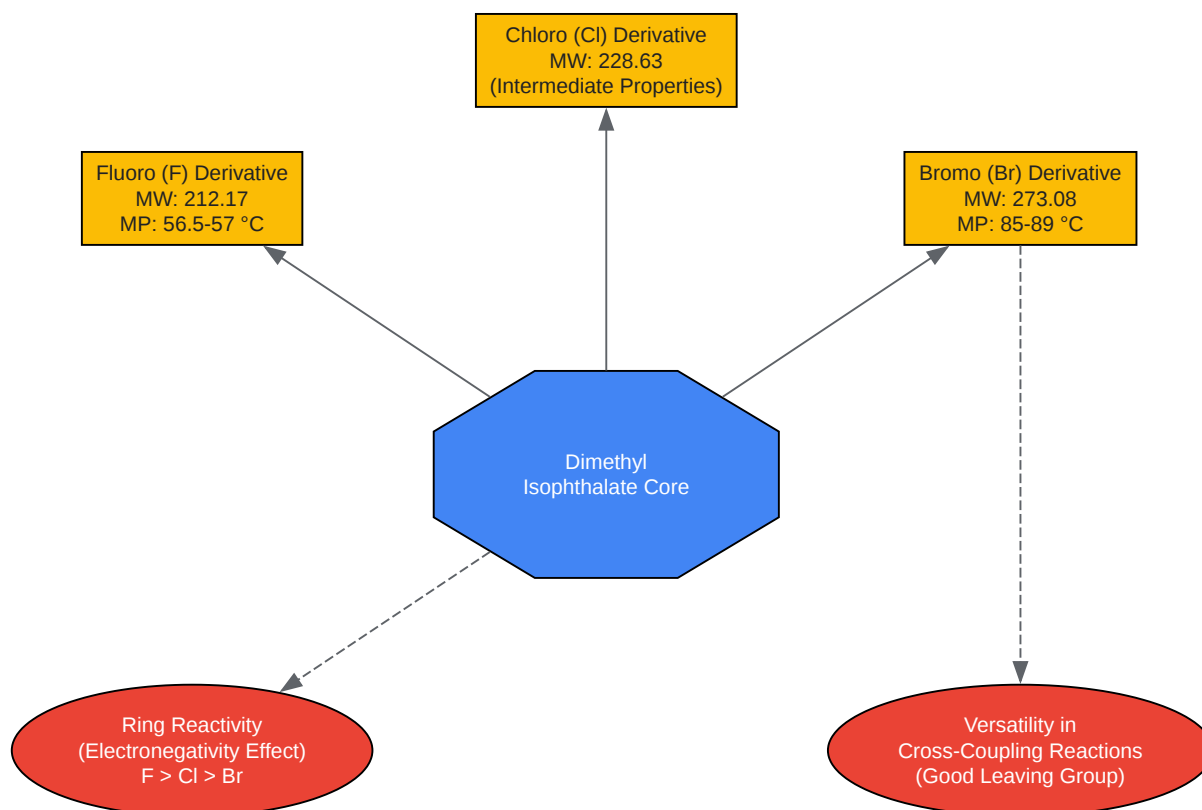 Chloro (Cl) Derivative
MW: 228.63
(Intermediate Properties)
Fluoro (F) Derivative
MW: 212.17
MP: 56.5-57 °C
Bromo (Br) Derivative
MW: 273.08
MP: 85-89 °C
Dimethyl
Isophthalate Core
Ring Reactivity
(Electronegativity Effect)
F > Cl > Br
Versatility in
Cross-Coupling Reactions
(Good Leaving Group)